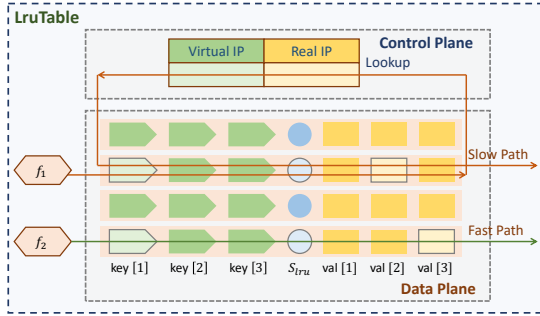 LruTable
Control Plane
Virtual IP Real IP
Lookup
Slow Path
f₁
Fast Path
f₂
key [1] key [2] key [3] S_lru val [1] val [2] val [3]
Data Plane